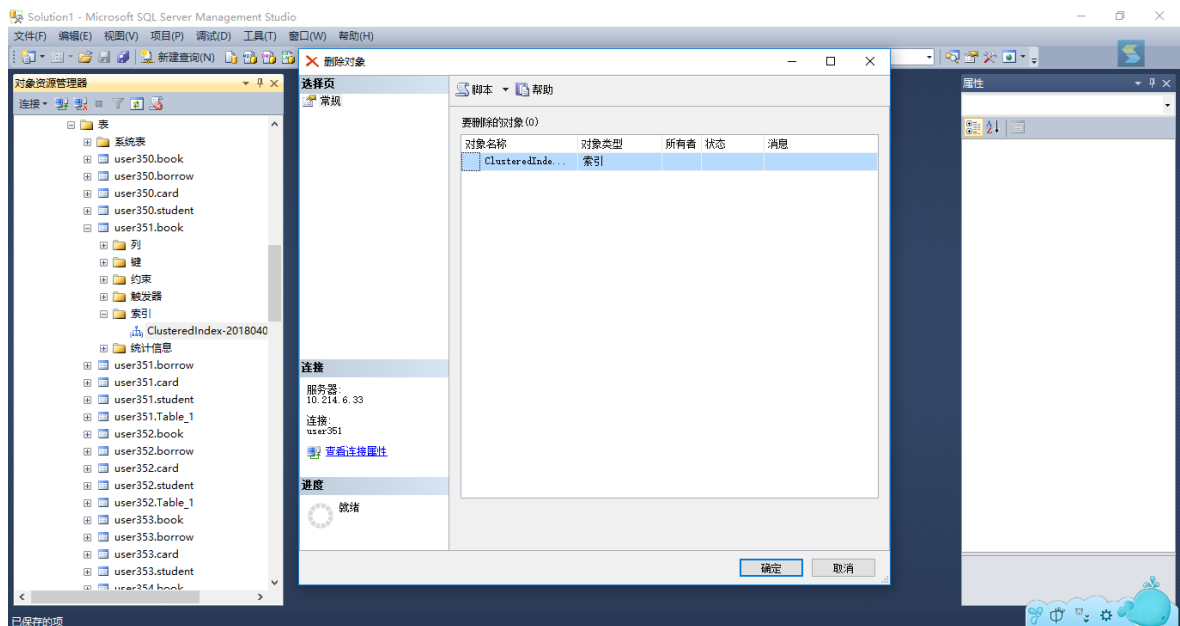 Solution1 - Microsoft SQL Server Management Studio
文件(F) 编辑(E) 视图(V) 项目(P) 调试(D) 工具(T) 窗口(W) 帮助(H)
新建查询(N)
对象资源管理器
连接
表
系统表
user350.book
user350.borrow
user350.card
user350.student
user351.book
列
键
约束
触发器
索引
ClusteredIndex-2018040
统计信息
user351.borrow
user351.card
user351.student
user351.Table_1
user352.book
user352.borrow
user352.card
user352.student
user352.Table_1
user353.book
user353.borrow
user353.card
user353.student
user354.book
已保存的项
删除对象
选择页
常规
连接
服务器:
10.214.6.33
连接:
user351
查看连接属性
进度
就绪
脚本 帮助
要删除的对象(O)
对象名称 对象类型 所有者 状态 消息
ClusteredInde... 索引
确定 取消
属性